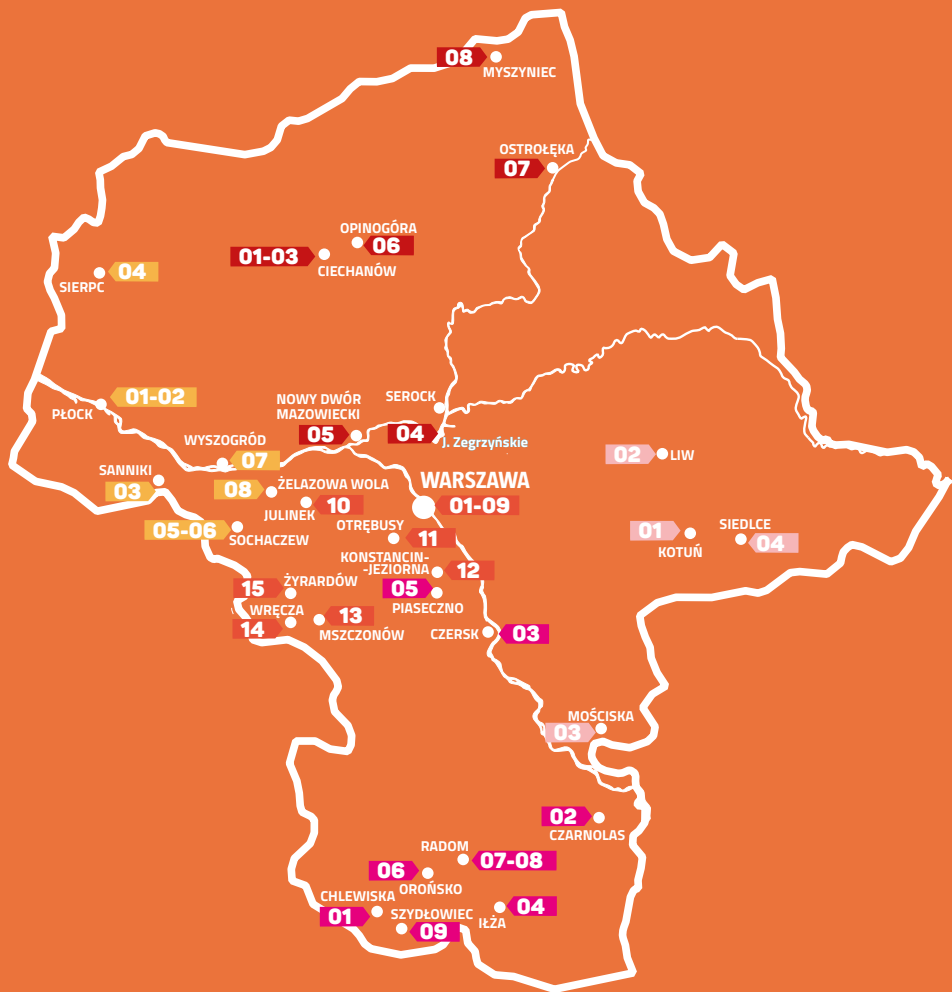 08
MYSZYNIEC
OSTROŁĘKA
07
OPINOGÓRA
06
01-03
CIECHANÓW
04
SIERPC
01-02
PŁOCK
NOWY DWÓR
MAZOWIECKI
05
SEROCK
04
J. Zegrzyńskie
WYSZOGRÓD
07
SANNIKI
03
08
ŻELAZOWA WOLA
JULINEK
10
WARSZAWA
01-09
02
LIW
05-06
SOCHACZEW
OTRĘBUSY
11
01
KOTUŃ
SIEDLCE
04
KONSTANCIN-
-JEZIORNA
12
05
PIASECZNO
15
ŻYRARDÓW
WRĘCZA
14
13
MSZCZONÓW
CZERSK
03
MOŚCISKA
03
02
CZARNOLAS
RADOM
07-08
06
OROŃSKO
CHLEWISKA
01
SZYDŁOWIEC
09
04
IŁŻA